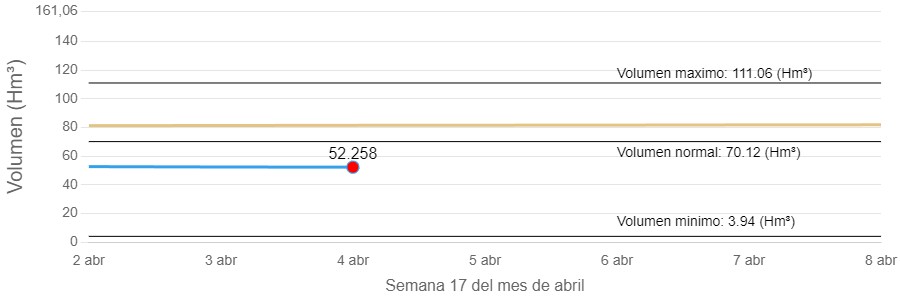 161,06
140
120
100
80
60
40
20
0
Volumen (Hm³)
Volumen maximo: 111.06 (Hm³)
52.258
Volumen normal: 70.12 (Hm³)
Volumen minimo: 3.94 (Hm³)
2 abr
3 abr
4 abr
5 abr
6 abr
7 abr
8 abr
Semana 17 del mes de abril